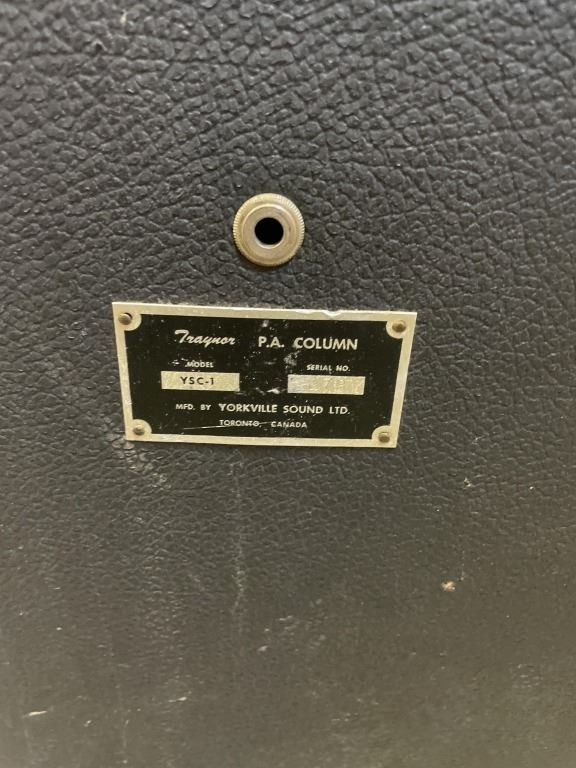 Traynor P.A. COLUMN
MODEL SERIAL NO.
YSC-1
MFD. BY YORKVILLE SOUND LTD.
TORONTO, CANADA